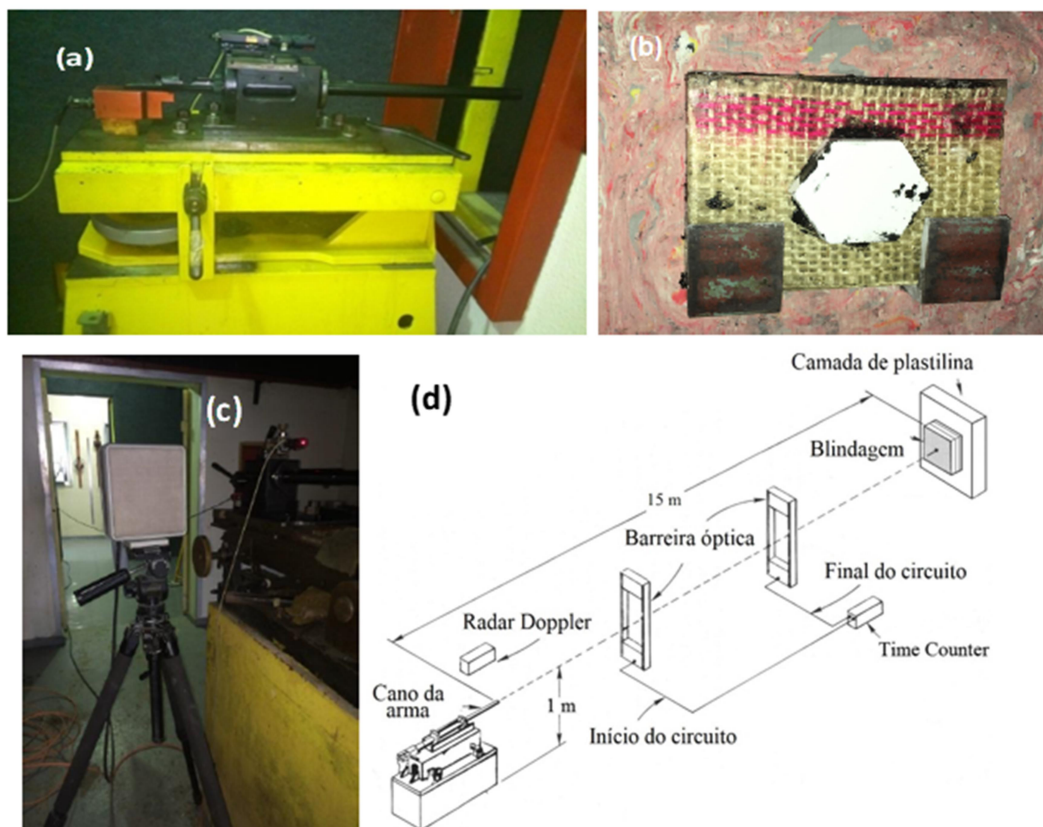 (a)
(b)
(c)
(d)
Camada de plastilina
Blindagem
15 m
Barreira óptica
Final do circuito
Radar Doppler
Time Counter
Cano da
arma
1 m
Início do circuito